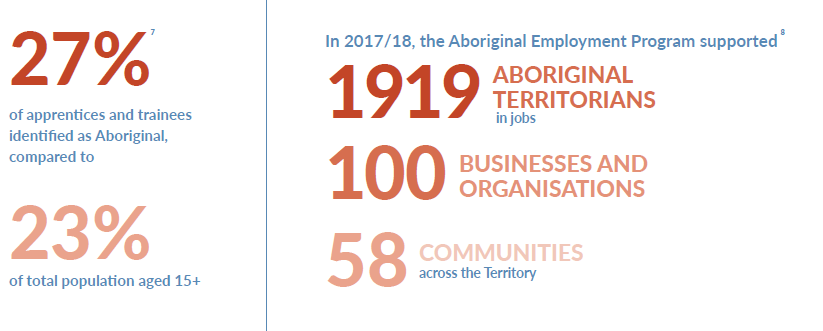 27%⁷
of apprentices and trainees
identified as Aboriginal,
compared to
23%
of total population aged 15+
In 2017/18, the Aboriginal Employment Program supported⁸
1919 ABORIGINAL
TERRITORIANS
in jobs
100 BUSINESSES AND
ORGANISATIONS
58 COMMUNITIES
across the Territory